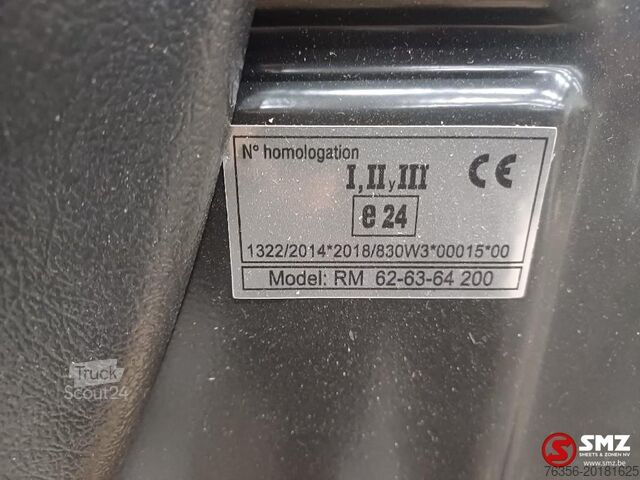 N° homologation
I, II y III
CE
e 24
1322/2014*2018/830W3*00015*00
Model: RM 62-63-64 200
Truck
Scout24
SMZ
SMETS & ZONEN NV
www.smz.be
76356-20181625